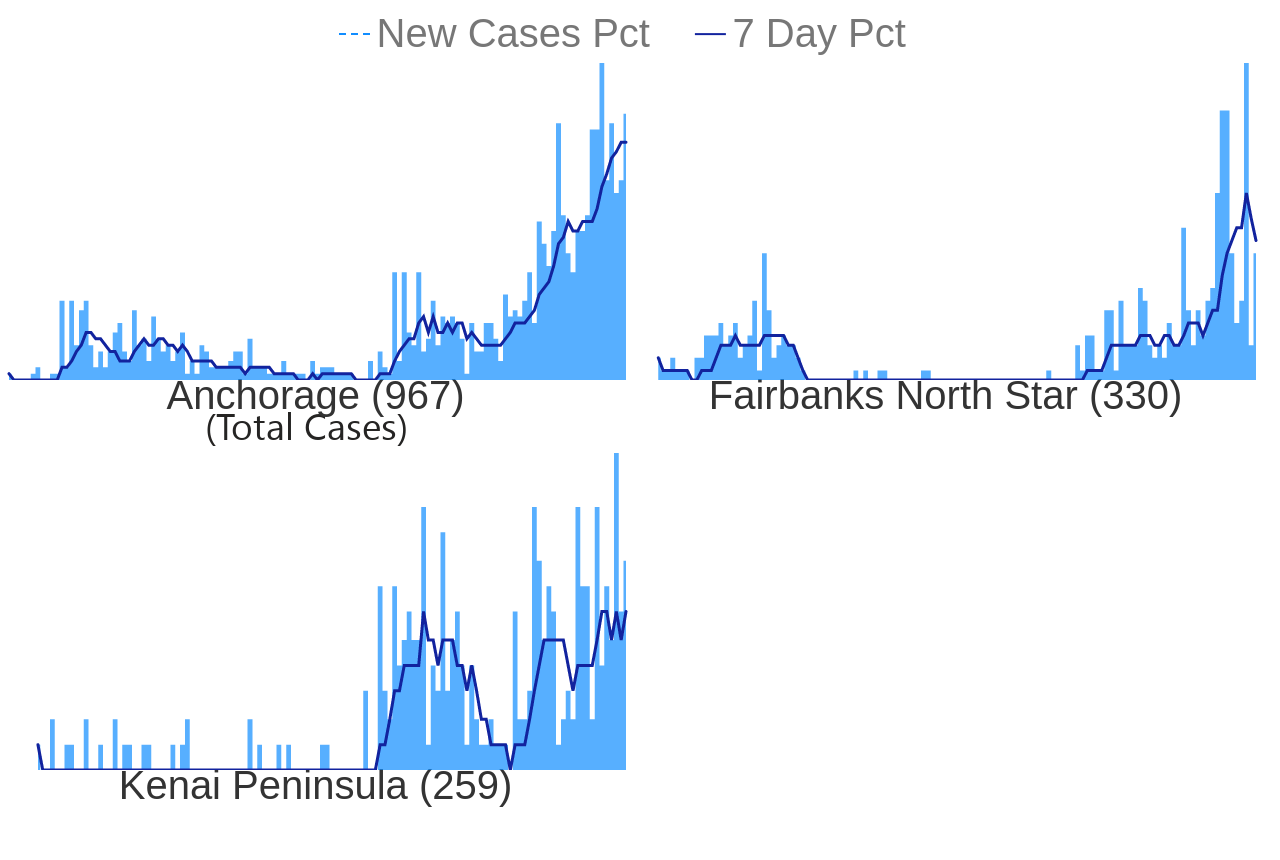 New Cases Pct 7 Day Pct
Anchorage (967)
(Total Cases)
Fairbanks North Star (330)
Kenai Peninsula (259)